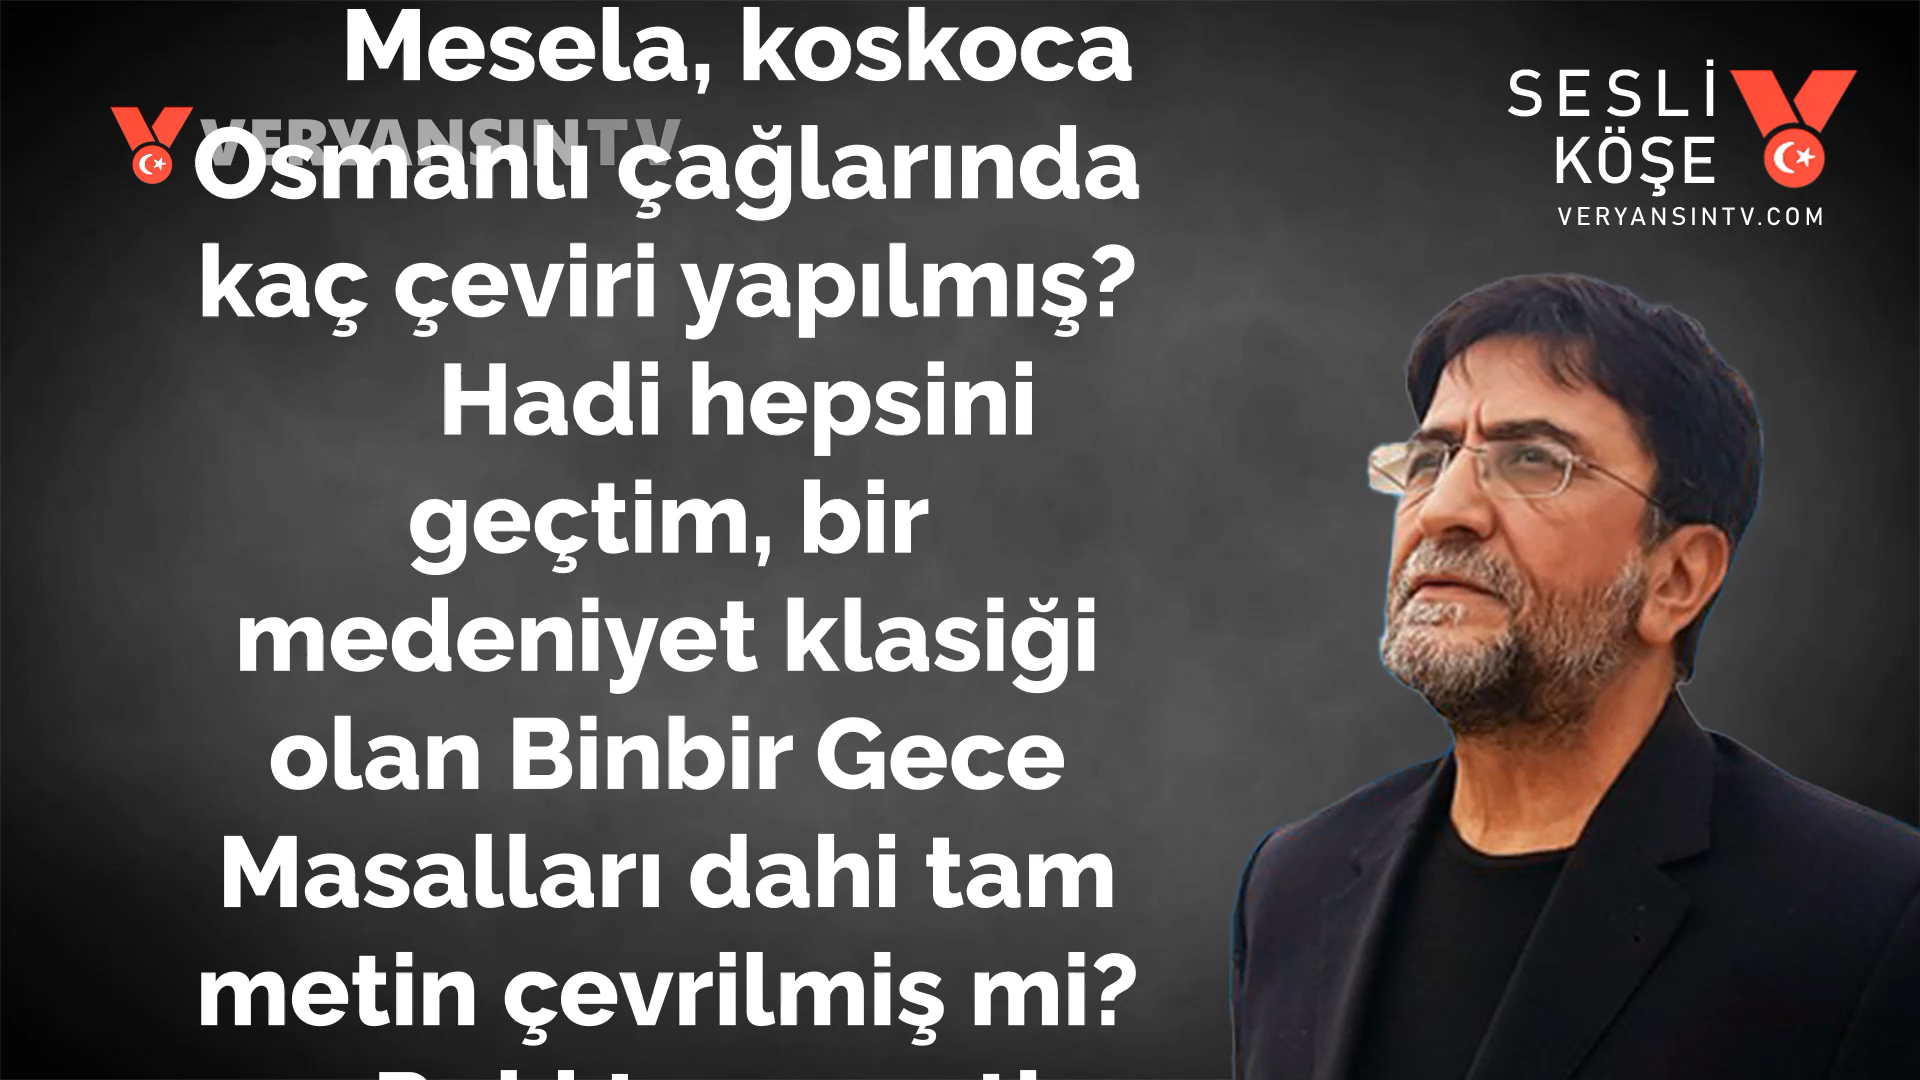 Mesela, koskoca
VERYANSINTV
Osmanlı çağlarında
kaç çeviri yapılmış?
Hadi hepsini
geçtim, bir
medeniyet klasiği
olan Binbir Gece
Masalları dahi tam
metin çevrilmiş mi?
SESLİ
KÖŞE
VERYANSINTV.COM